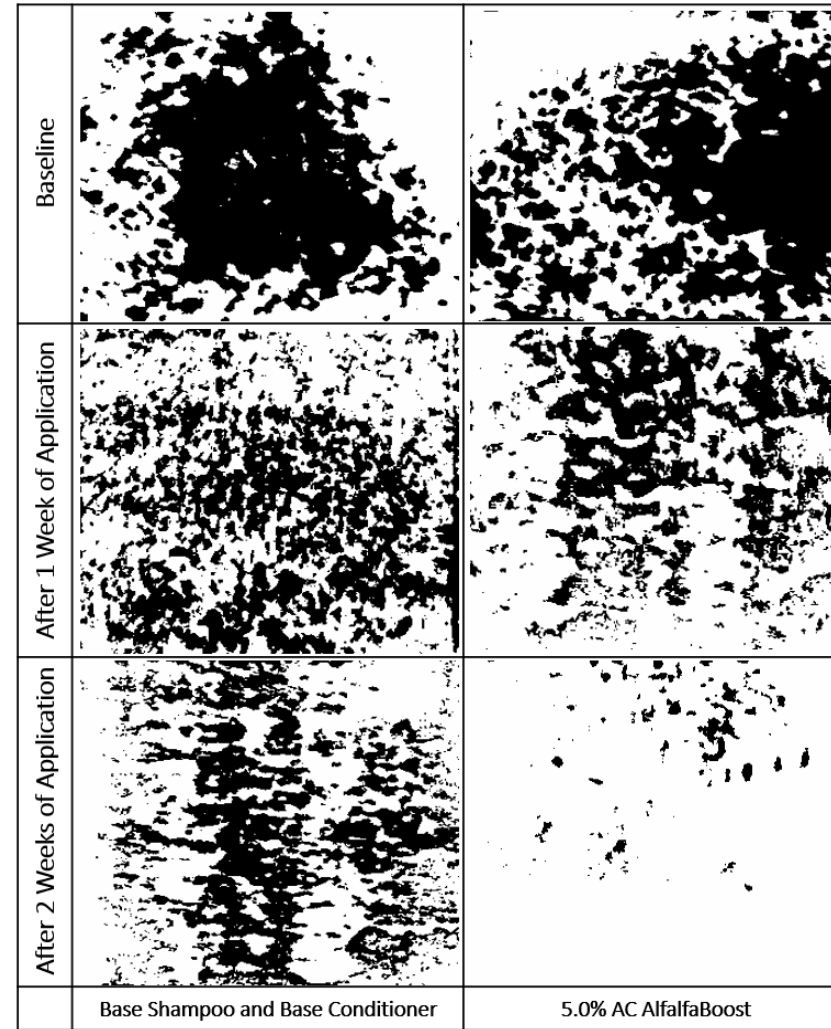 Baseline
After 1 Week of Application
After 2 Weeks of Application
Base Shampoo and Base Conditioner
5.0% AC AlfalfaBoost